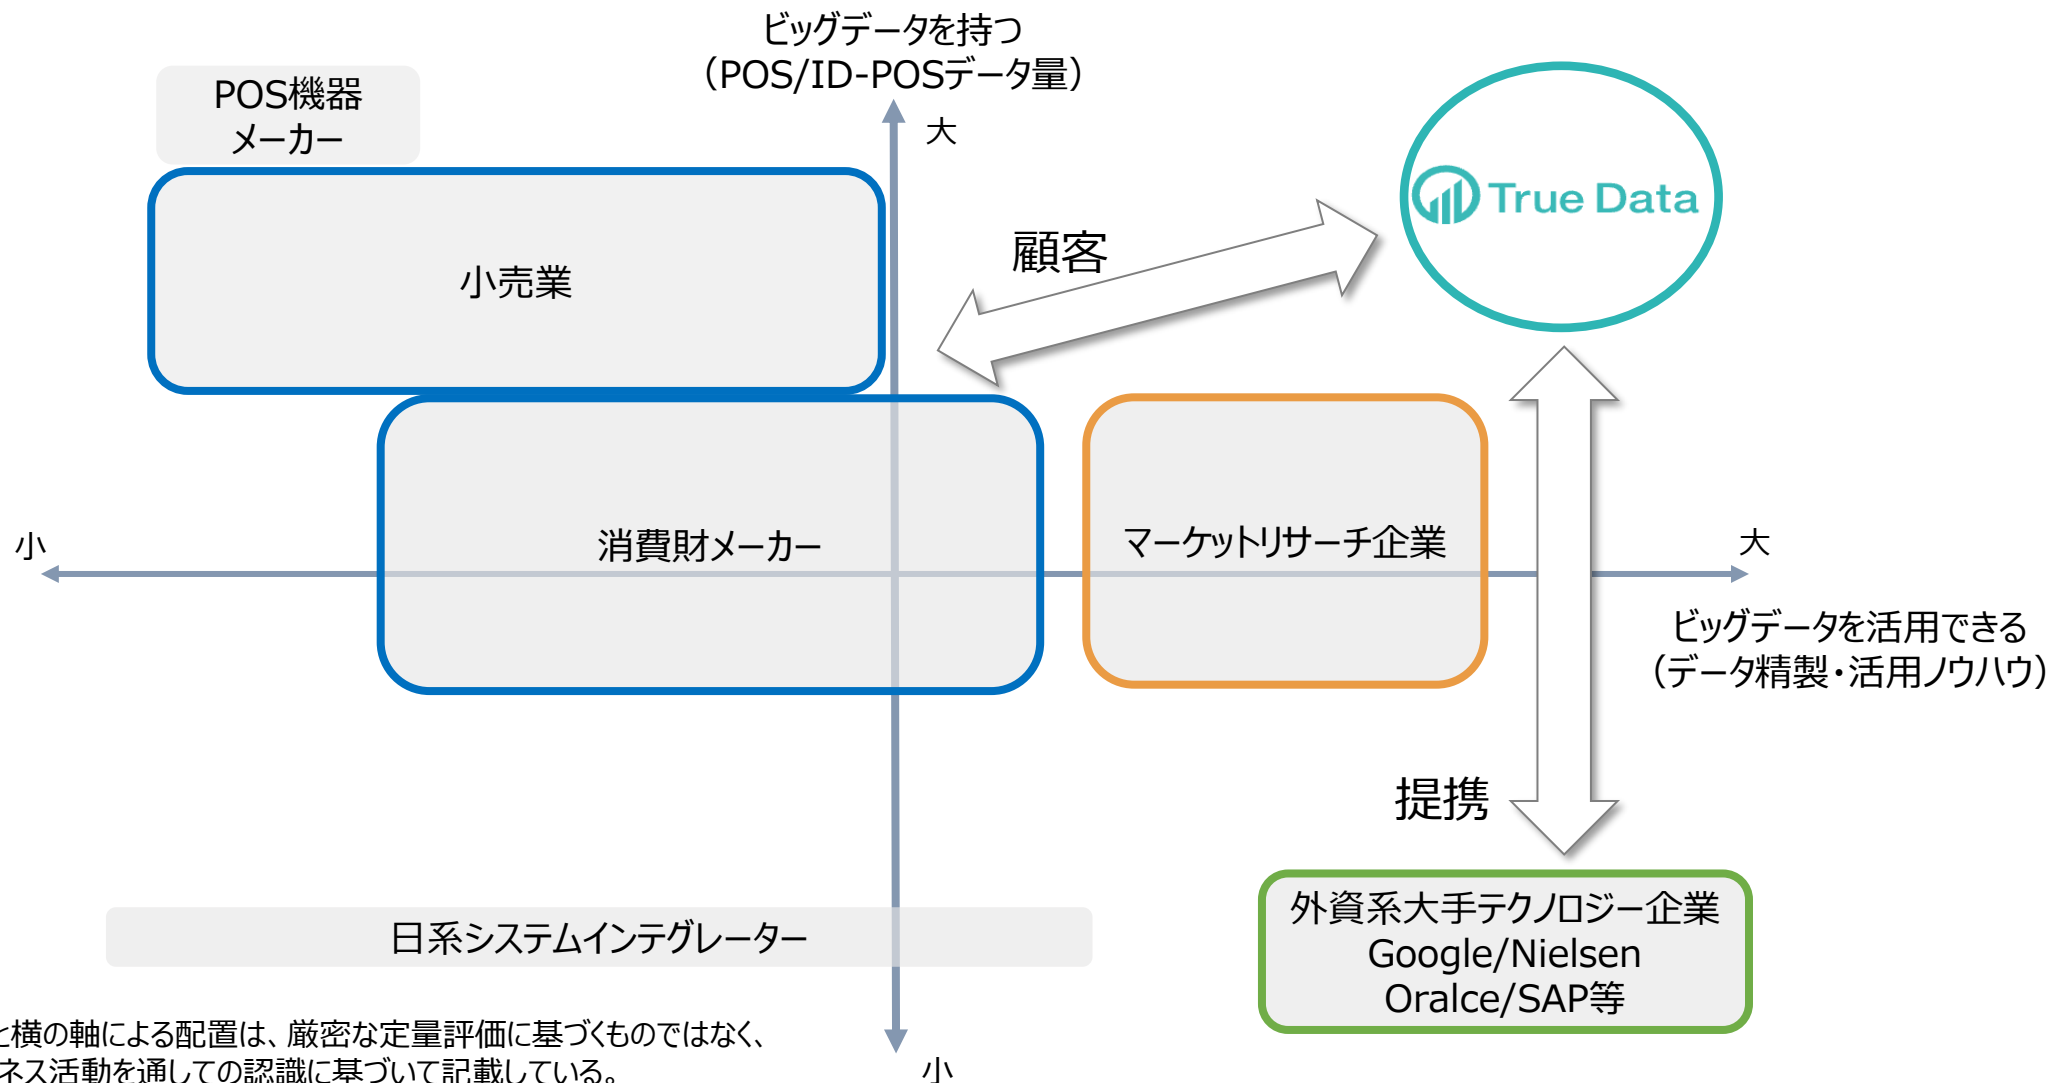 ビッグデータを持つ
（POS/ID-POSデータ量）
大
POS機器
メーカー
True Data
顧客
小売業
消費財メーカー
マーケットリサーチ企業
小
大
ビッグデータを活用できる
（データ精製・活用ノウハウ）
提携
日系システムインテグレーター
外資系大手テクノロジー企業
Google/Nielsen
Oralce/SAP等
と横の軸による配置は、厳密な定量評価に基づくものではなく、
ネス活動を通しての認識に基づいて記載している。
小